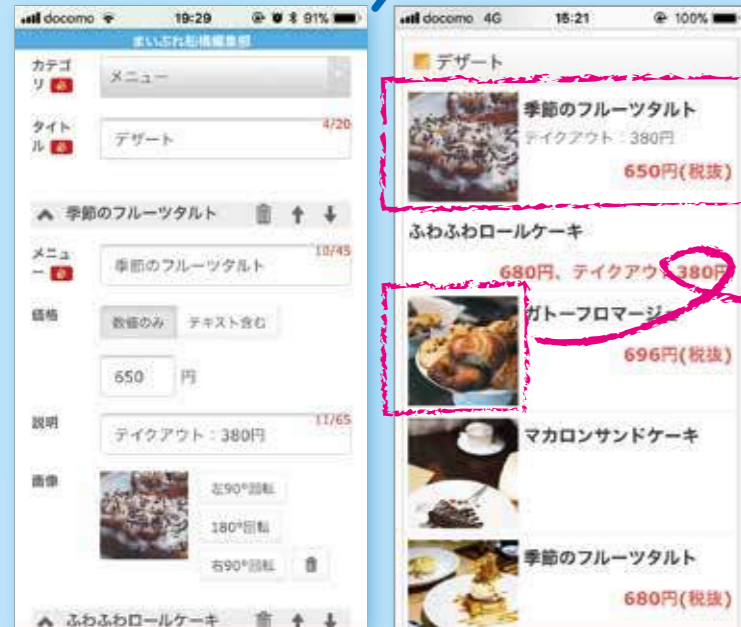 docomo 19:29 91%
まいぷれ船橋編集部
カテゴリ 必須
メニュー
タイトル 必須
デザート
4/20
季節のフルーツタルト
メニュー 必須
季節のフルーツタルト
10/45
価格
数値のみ テキスト含む
650 円
説明
テイクアウト：380円
11/65
画像
左90°回転
180°回転
右90°回転
ふわふわロールケーキ
docomo 4G 15:21 100%
デザート
季節のフルーツタルト
テイクアウト：380円
650円(税抜)
ふわふわロールケーキ
680円、テイクアウト380円
ガトーフロマージュ
696円(税抜)
マカロンサンドケーキ
季節のフルーツタルト
680円(税抜)